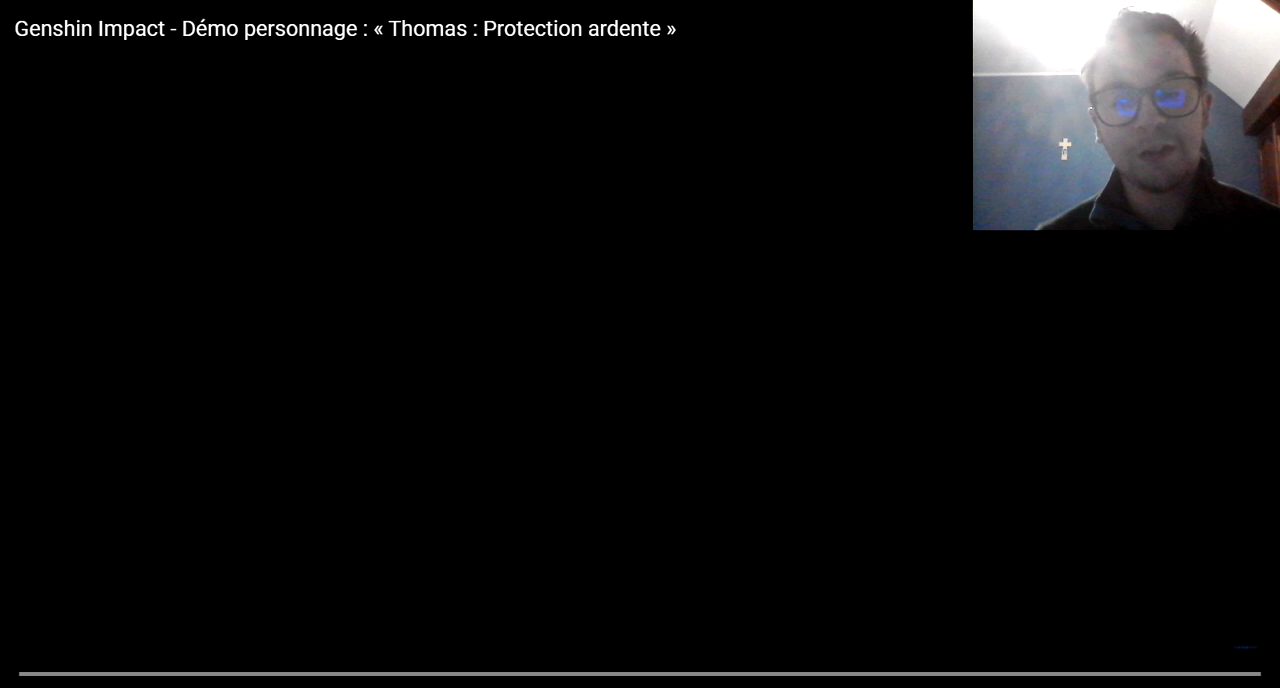 Genshin Impact - Démo personnage : « Thomas : Protection ardente »